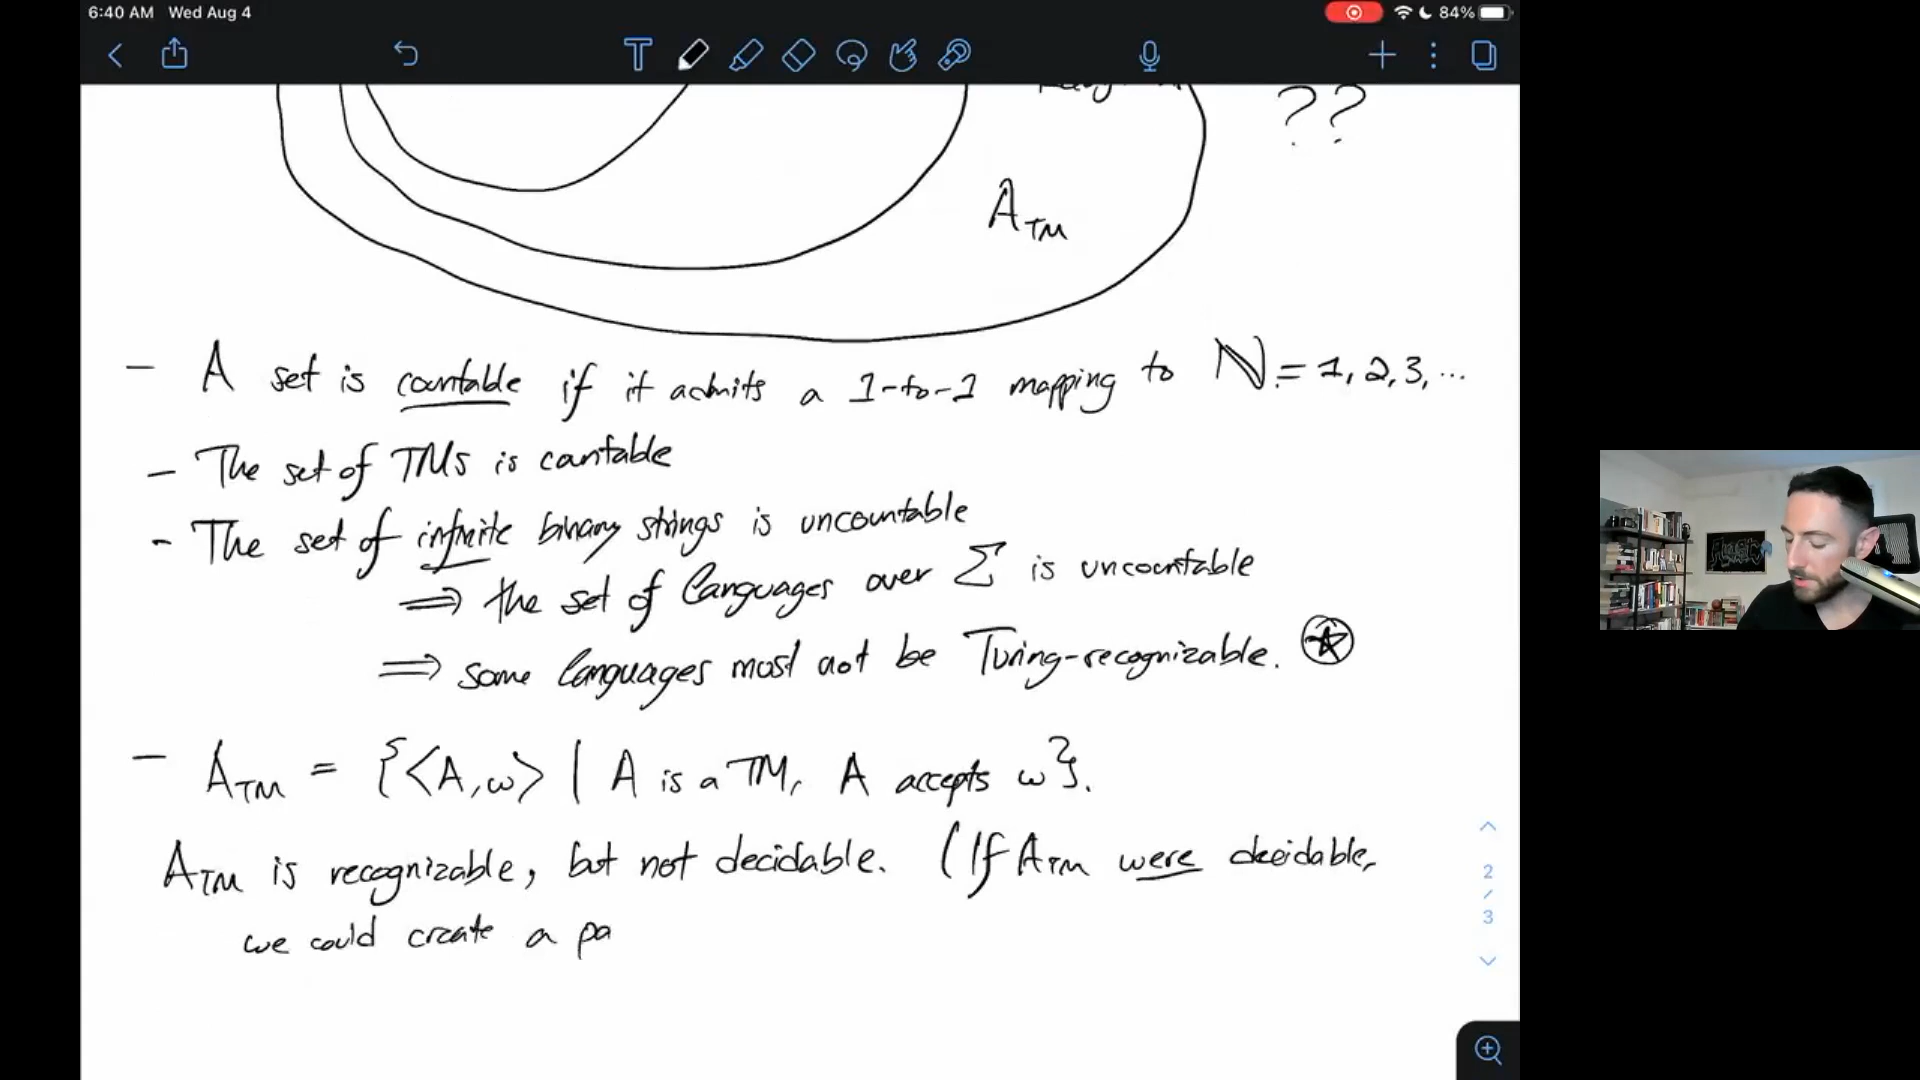 6:40 AM Wed Aug 4
84%
T
??
A_TM
- A set is countable if it admits a 1-to-1 mapping to ℕ = 1, 2, 3, ...
- The set of TMs is countable
- The set of infinite binary strings is uncountable
⟹ the set of languages over Σ is uncountable
⟹ some languages must not be Turing-recognizable. ★
- A_TM = {<A, w> | A is a TM, A accepts w}.
A_TM is recognizable, but not decidable. (If A_TM were decidable,
we could create a pa
2
/
3